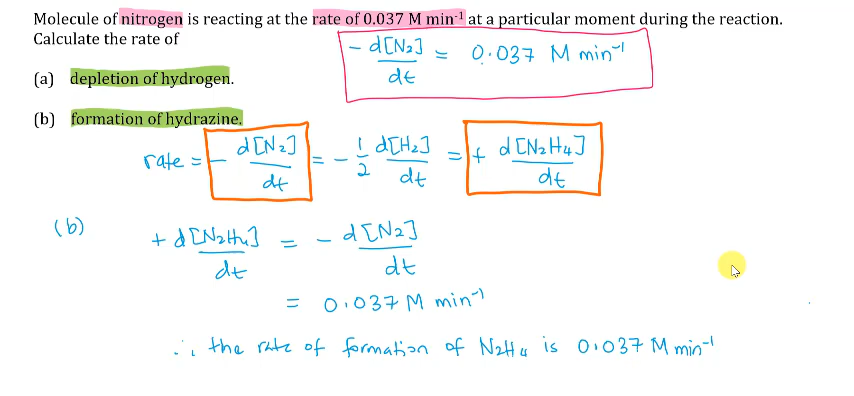 Molecule of nitrogen is reacting at the rate of 0.037 M min⁻¹ at a particular moment during the reaction.
Calculate the rate of
- d[N₂]/dt = 0.037 M min⁻¹
(a) depletion of hydrogen.
(b) formation of hydrazine.
rate = - d[N₂]/dt = - 1/2 d[H₂]/dt = + d[N₂H₄]/dt
(b)
+ d[N₂H₄]/dt = - d[N₂]/dt
= 0.037 M min⁻¹
∴ the rate of formation of N₂H₄ is 0.037 M min⁻¹